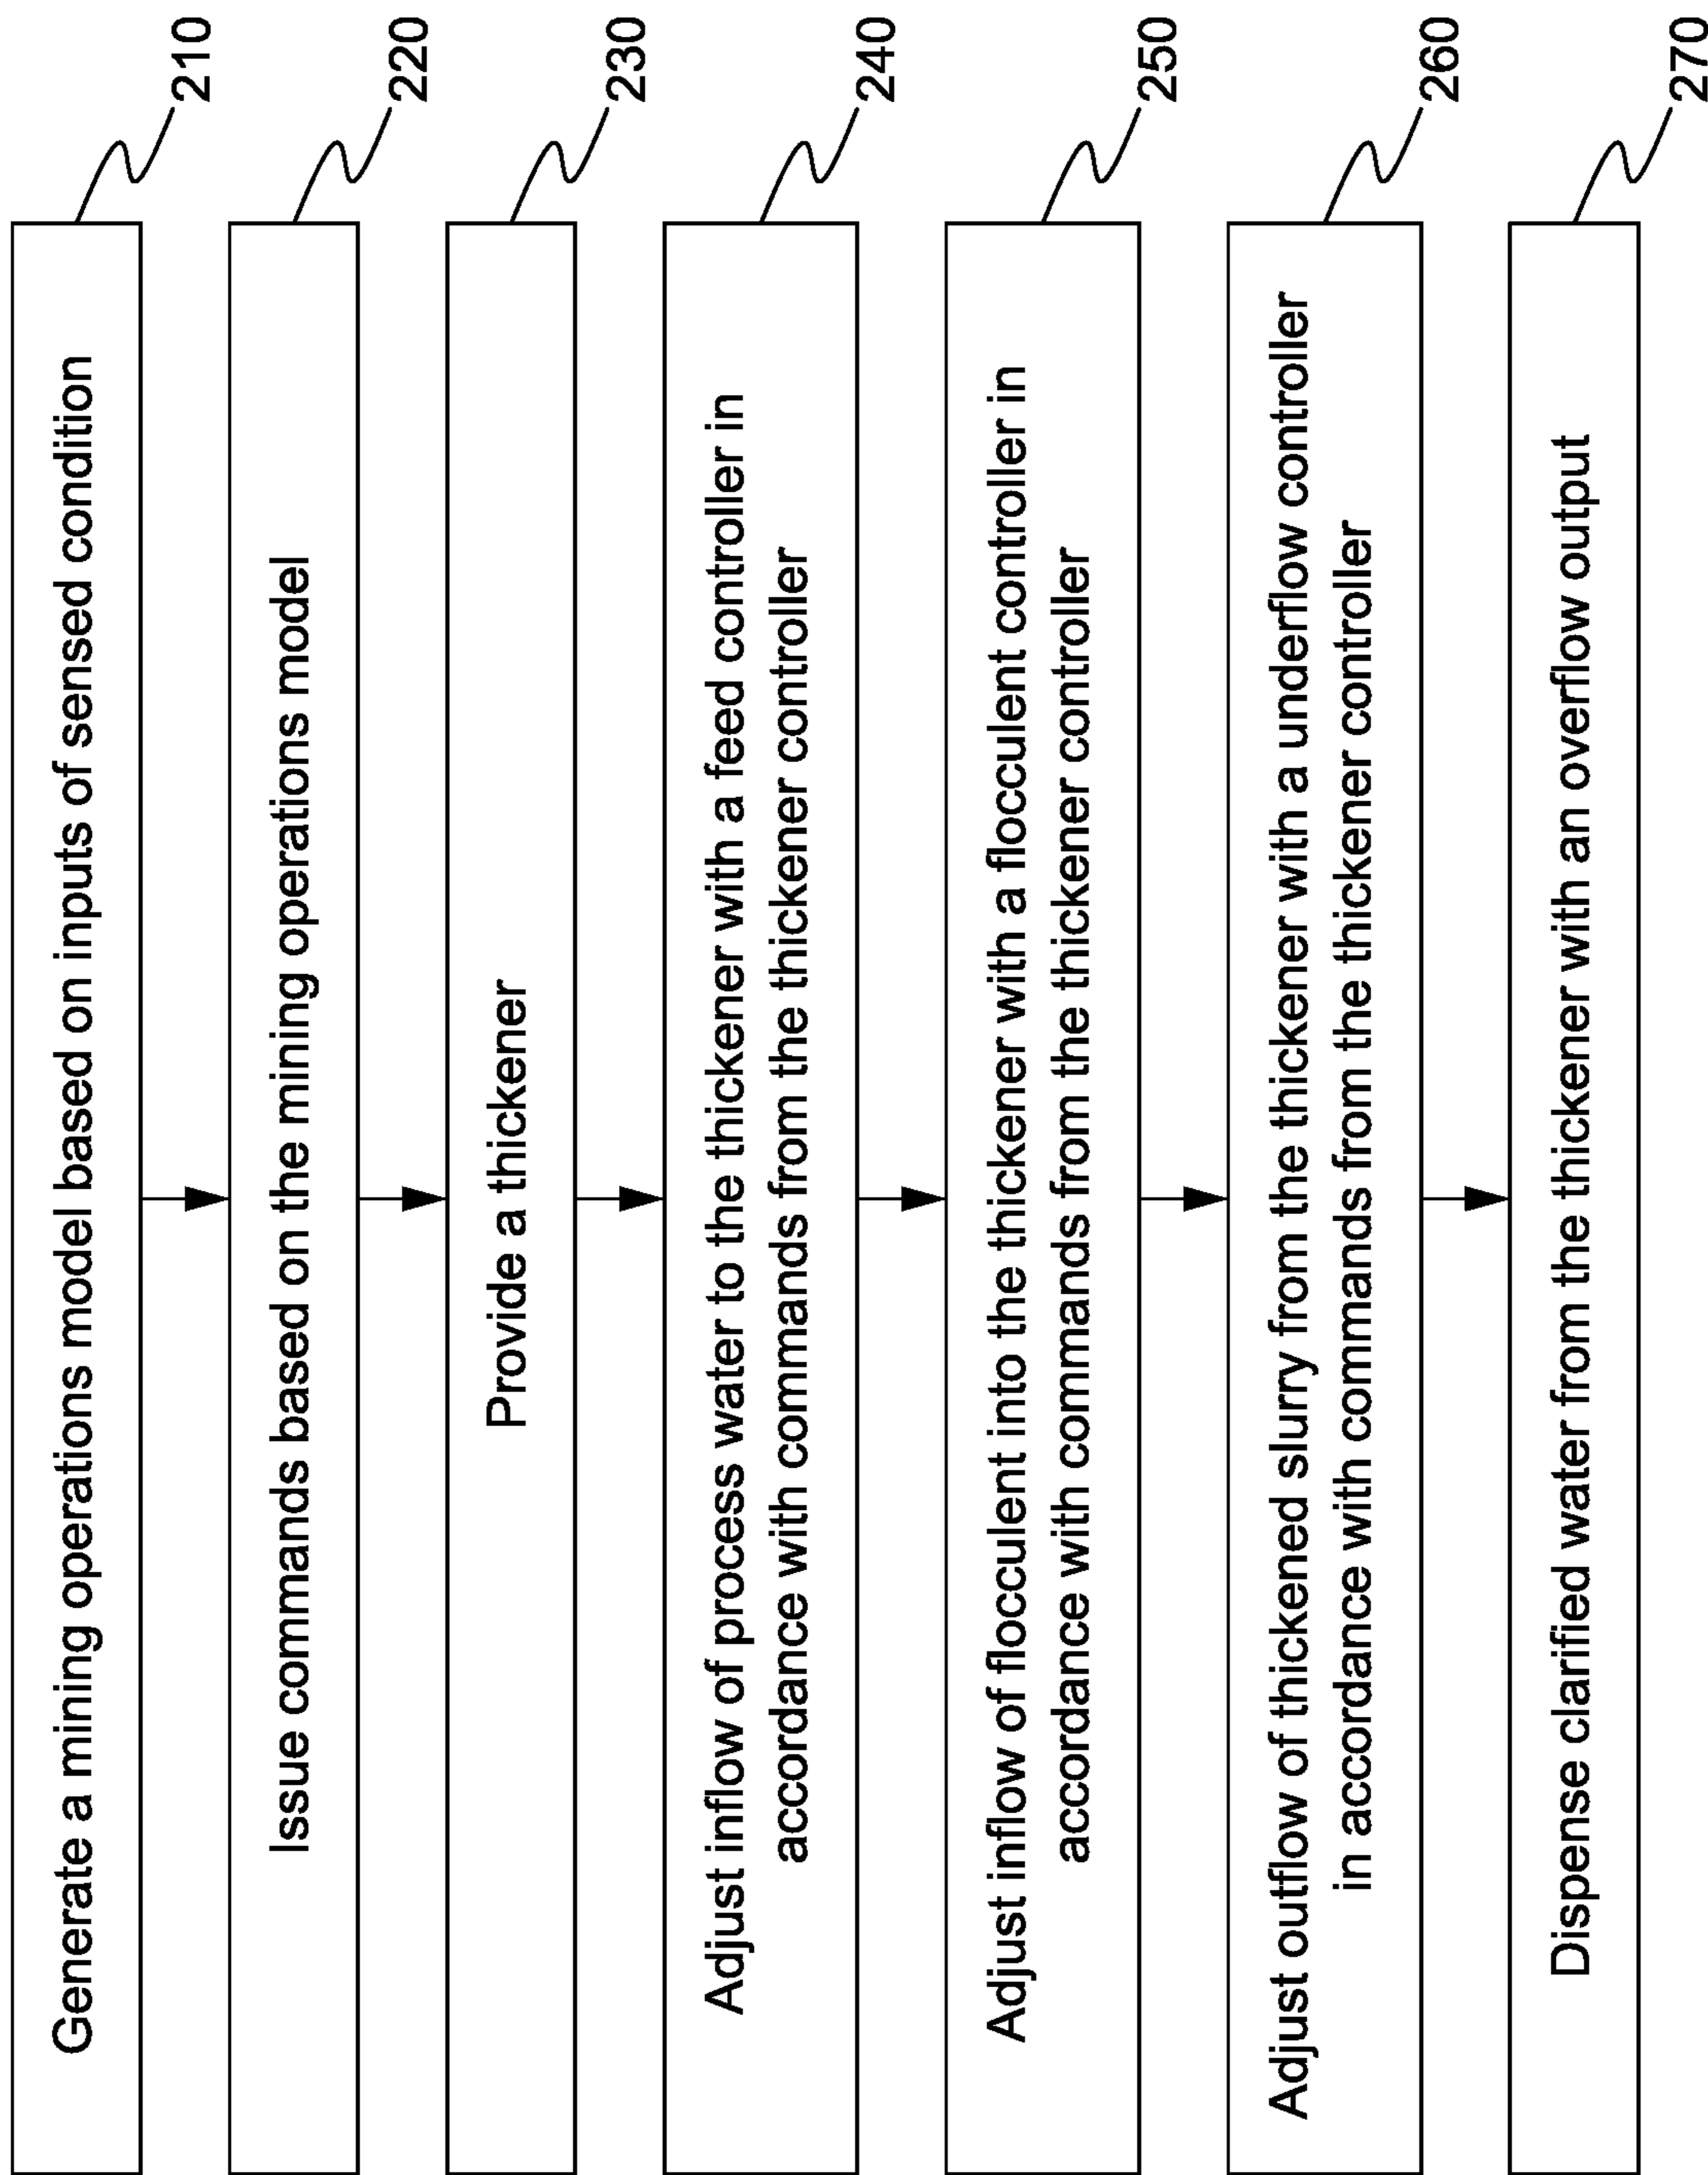 Generate a mining operations model based on inputs of sensed condition
210
Issue commands based on the mining operations model
220
Provide a thickener
230
Adjust inflow of process water to the thickener with a feed controller in
accordance with commands from the thickener controller
240
Adjust inflow of flocculent into the thickener with a flocculent controller in
accordance with commands from the thickener controller
250
Adjust outflow of thickened slurry from the thickener with a underflow controller
in accordance with commands from the thickener controller
260
Dispense clarified water from the thickener with an overflow output
270